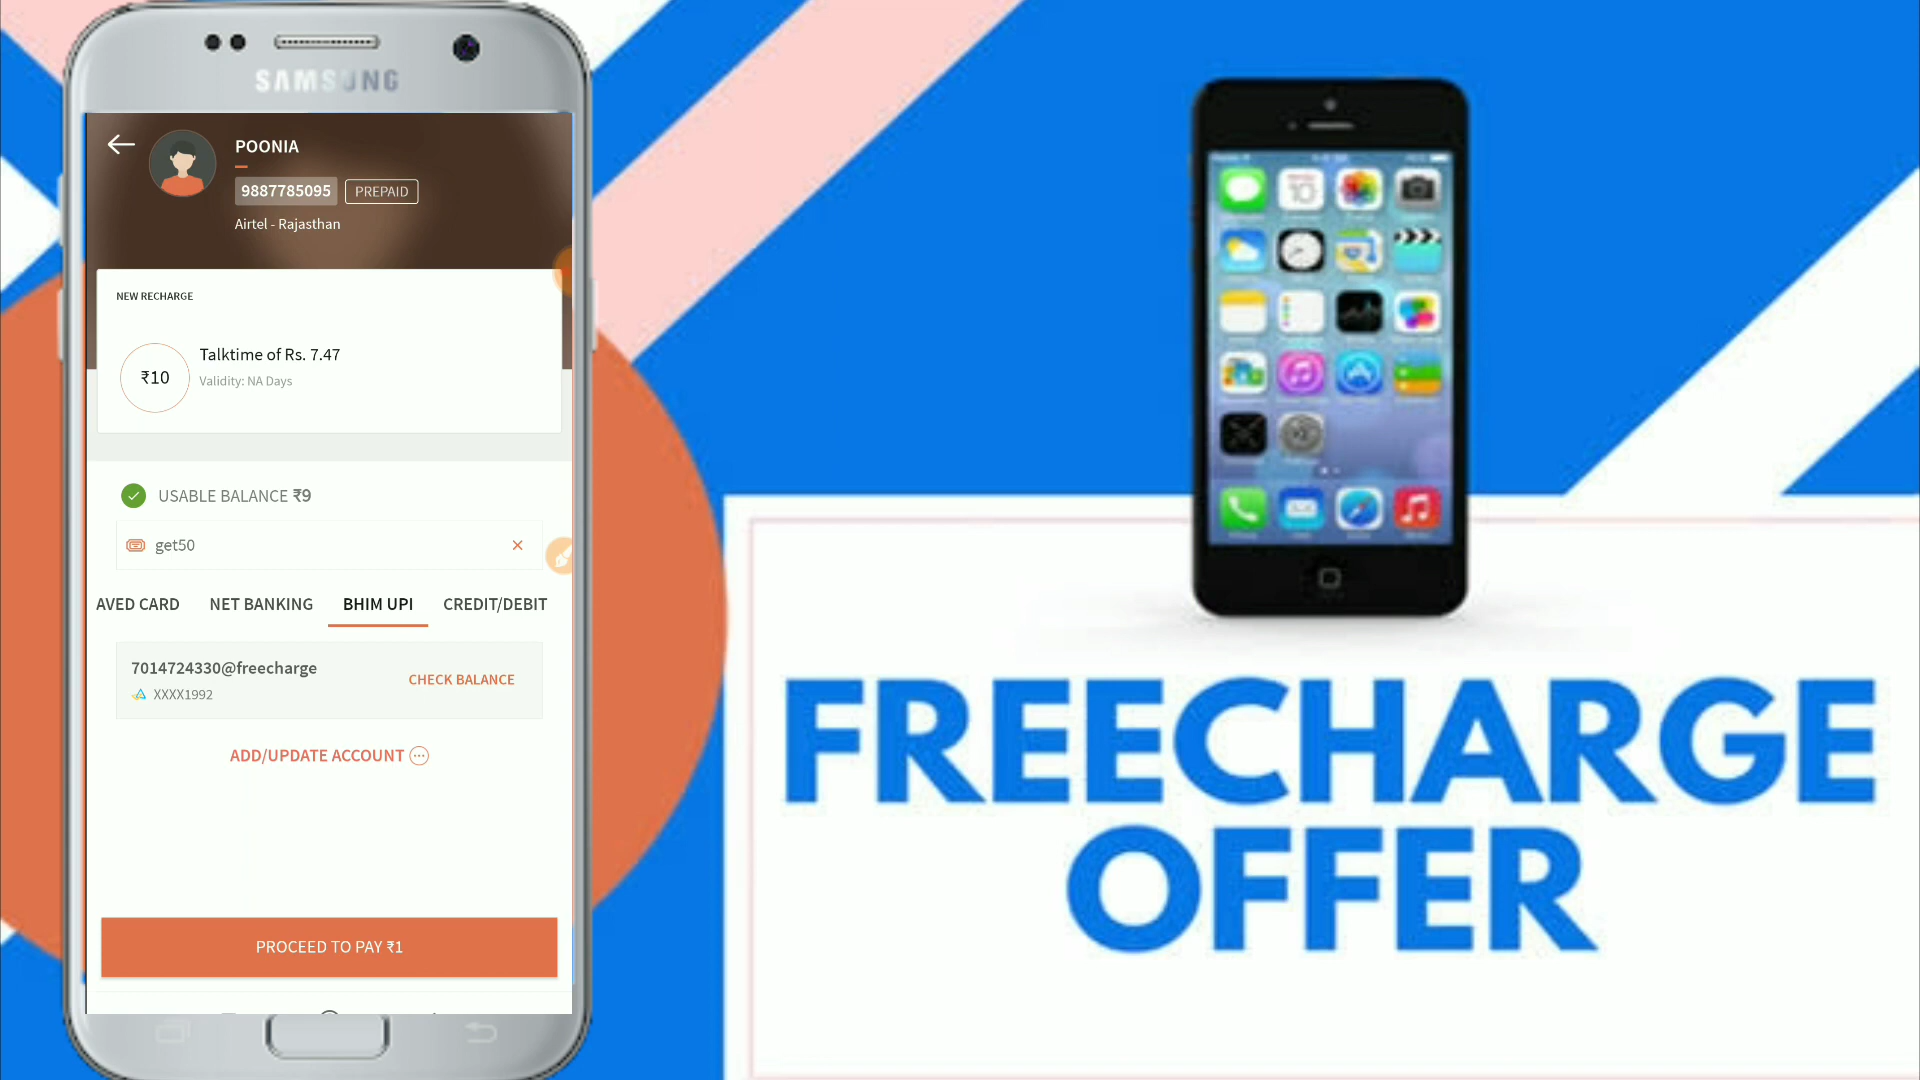 SAMSUNG
POONIA
9887785095 PREPAID
Airtel - Rajasthan
NEW RECHARGE
₹10
Talktime of Rs. 7.47
Validity: NA Days
USABLE BALANCE ₹9
get50
AVED CARD NET BANKING BHIM UPI CREDIT/DEBIT
7014724330@freecharge
XXXX1992
CHECK BALANCE
ADD/UPDATE ACCOUNT
PROCEED TO PAY ₹1
10
FREECHARGE
OFFER